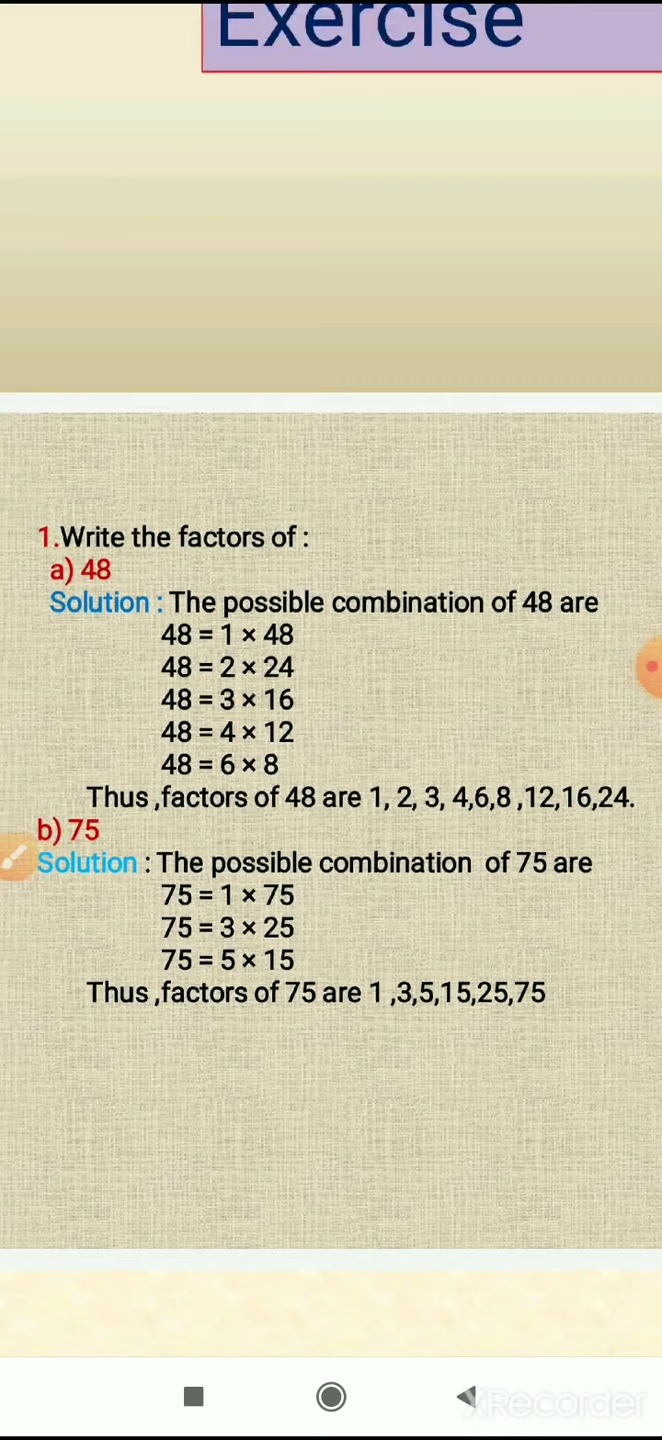 Exercise
1.Write the factors of :
a) 48
Solution : The possible combination of 48 are
48 = 1 × 48
48 = 2 × 24
48 = 3 × 16
48 = 4 × 12
48 = 6 × 8
Thus ,factors of 48 are 1, 2, 3, 4,6,8 ,12,16,24.
b) 75
Solution : The possible combination of 75 are
75 = 1 × 75
75 = 3 × 25
75 = 5 × 15
Thus ,factors of 75 are 1 ,3,5,15,25,75
XRecorder